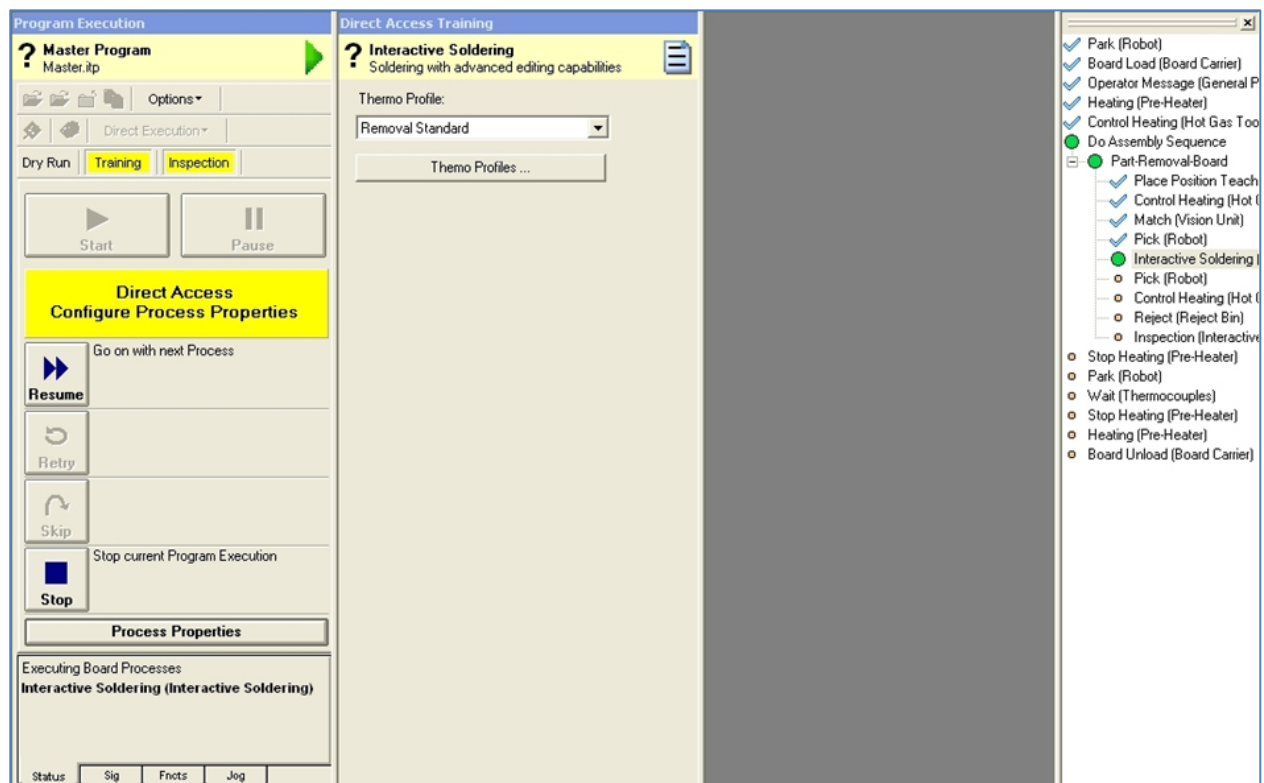 Program Execution
Master Program
Master.itp
Options
Direct Execution
Dry Run Training Inspection
Start Pause
Direct Access
Configure Process Properties
Go on with next Process
Resume
Retry
Skip
Stop current Program Execution
Stop
Process Properties
Executing Board Processes
Interactive Soldering (Interactive Soldering)
Status Sig Fncts Jog
Direct Access Training
? Interactive Soldering
Soldering with advanced editing capabilities
Thermo Profile:
Removal Standard
Themo Profiles ...
Park (Robot)
Board Load (Board Carrier)
Operator Message (General P
Heating (Pre-Heater)
Control Heating (Hot Gas Too
Do Assembly Sequence
Part-Removal-Board
Place Position Teach
Control Heating (Hot
Match (Vision Unit)
Pick (Robot)
Interactive Soldering
Pick (Robot)
Control Heating (Hot
Reject (Reject Bin)
Inspection (Interactive
Stop Heating (Pre-Heater)
Park (Robot)
Wait (Thermocouples)
Stop Heating (Pre-Heater)
Heating (Pre-Heater)
Board Unload (Board Carrier)